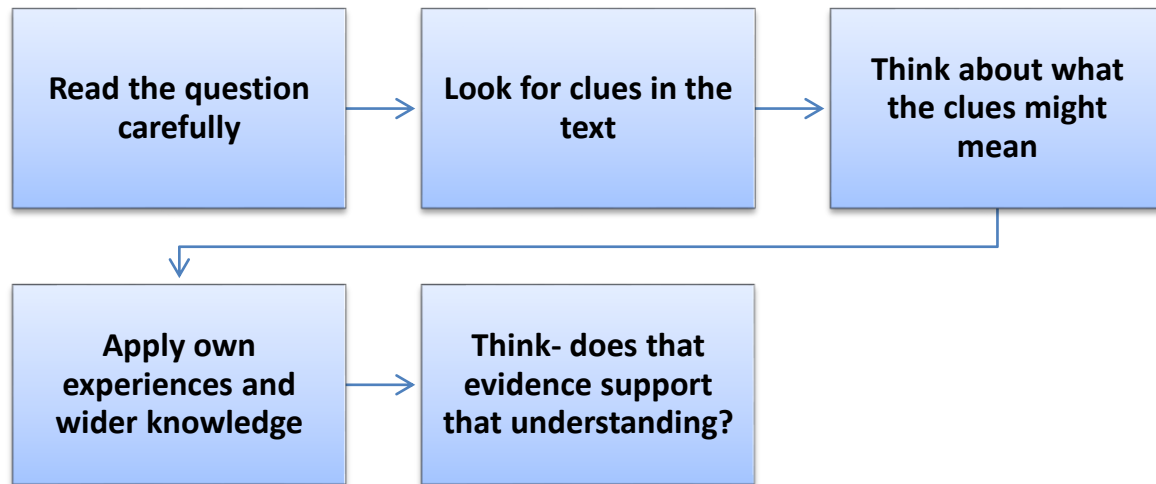 Read the question
carefully
Look for clues in the
text
Think about what
the clues might
mean
Apply own
experiences and
wider knowledge
Think- does that
evidence support
that understanding?